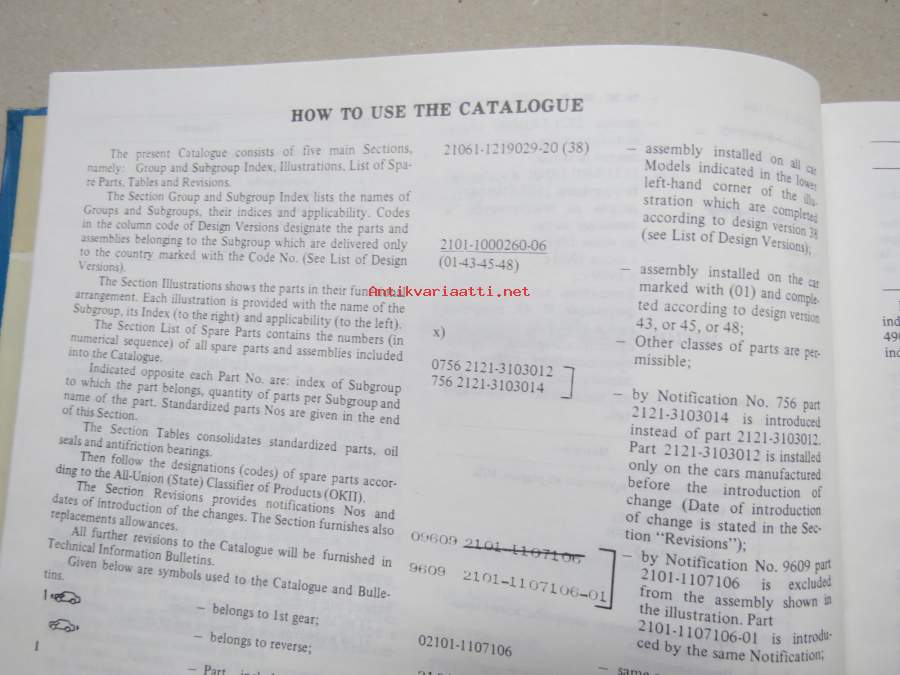 HOW TO USE THE CATALOGUE
The present Catalogue consists of five main Sections,
namely: Group and Subgroup Index, Illustrations, List of Spa-
re Parts, Tables and Revisions.
The Section Group and Subgroup Index lists the names of
Groups and Subgroups, their indices and applicability. Codes
in the column code of Design Versions designate the parts and
assemblies belonging to the Subgroup which are delivered only
to the country marked with the Code No. (See List of Design
Versions).
The Section Illustrations shows the parts in their functional
arrangement. Each illustration is provided with the name of the
Subgroup, its Index (to the right) and applicability (to the left).
The Section List of Spare Parts contains the numbers (in
numerical sequence) of all spare parts and assemblies included
into the Catalogue.
Indicated opposite each Part No. are: index of Subgroup
to which the part belongs, quantity of parts per Subgroup and
name of the part. Standardized parts Nos are given in the end
of this Section.
The Section Tables consolidates standardized parts, oil
seals and antifriction bearings.
Then follow the designations (codes) of spare parts accor-
ding to the All-Union (State) Classifier of Products (ОКП).
The Section Revisions provides notifications Nos and
dates of introduction of the changes. The Section furnishes also
replacements allowances.
All further revisions to the Catalogue will be furnished in
Technical Information Bulletins.
Given below are symbols used to the Catalogue and Bulle-
tins.
1
– belongs to 1st gear;
– belongs to reverse;
1
– Part
21061-1219029-20 (38)
– assembly installed on all car
Models indicated in the lower
left-hand corner of the illu-
stration which are completed
according to design version 38
(see List of Design Versions);
2101-1000260-06
(01-43-45-48)
– assembly installed on the car
marked with (01) and comple-
ted according to design version
43, or 45, or 48;
x)
– Other classes of parts are per-
missible;
0756 2121-3103012
756 2121-3103014
– by Notification No. 756 part
2121-3103014 is introduced
instead of part 2121-3103012.
Part 2121-3103012 is installed
only on the cars manufactured
before the introduction of
change (Date of introduction
of change is stated in the Sec-
tion “Revisions”);
09609 2101-1107106
9609 2101-1107106-01
– by Notification No. 9609 part
2101-1107106 is excluded
from the assembly shown in
the illustration. Part
2101-1107106-01 is introdu-
ced by the same Notification;
02101-1107106
ind
490
ind
Antikvariaatti.net